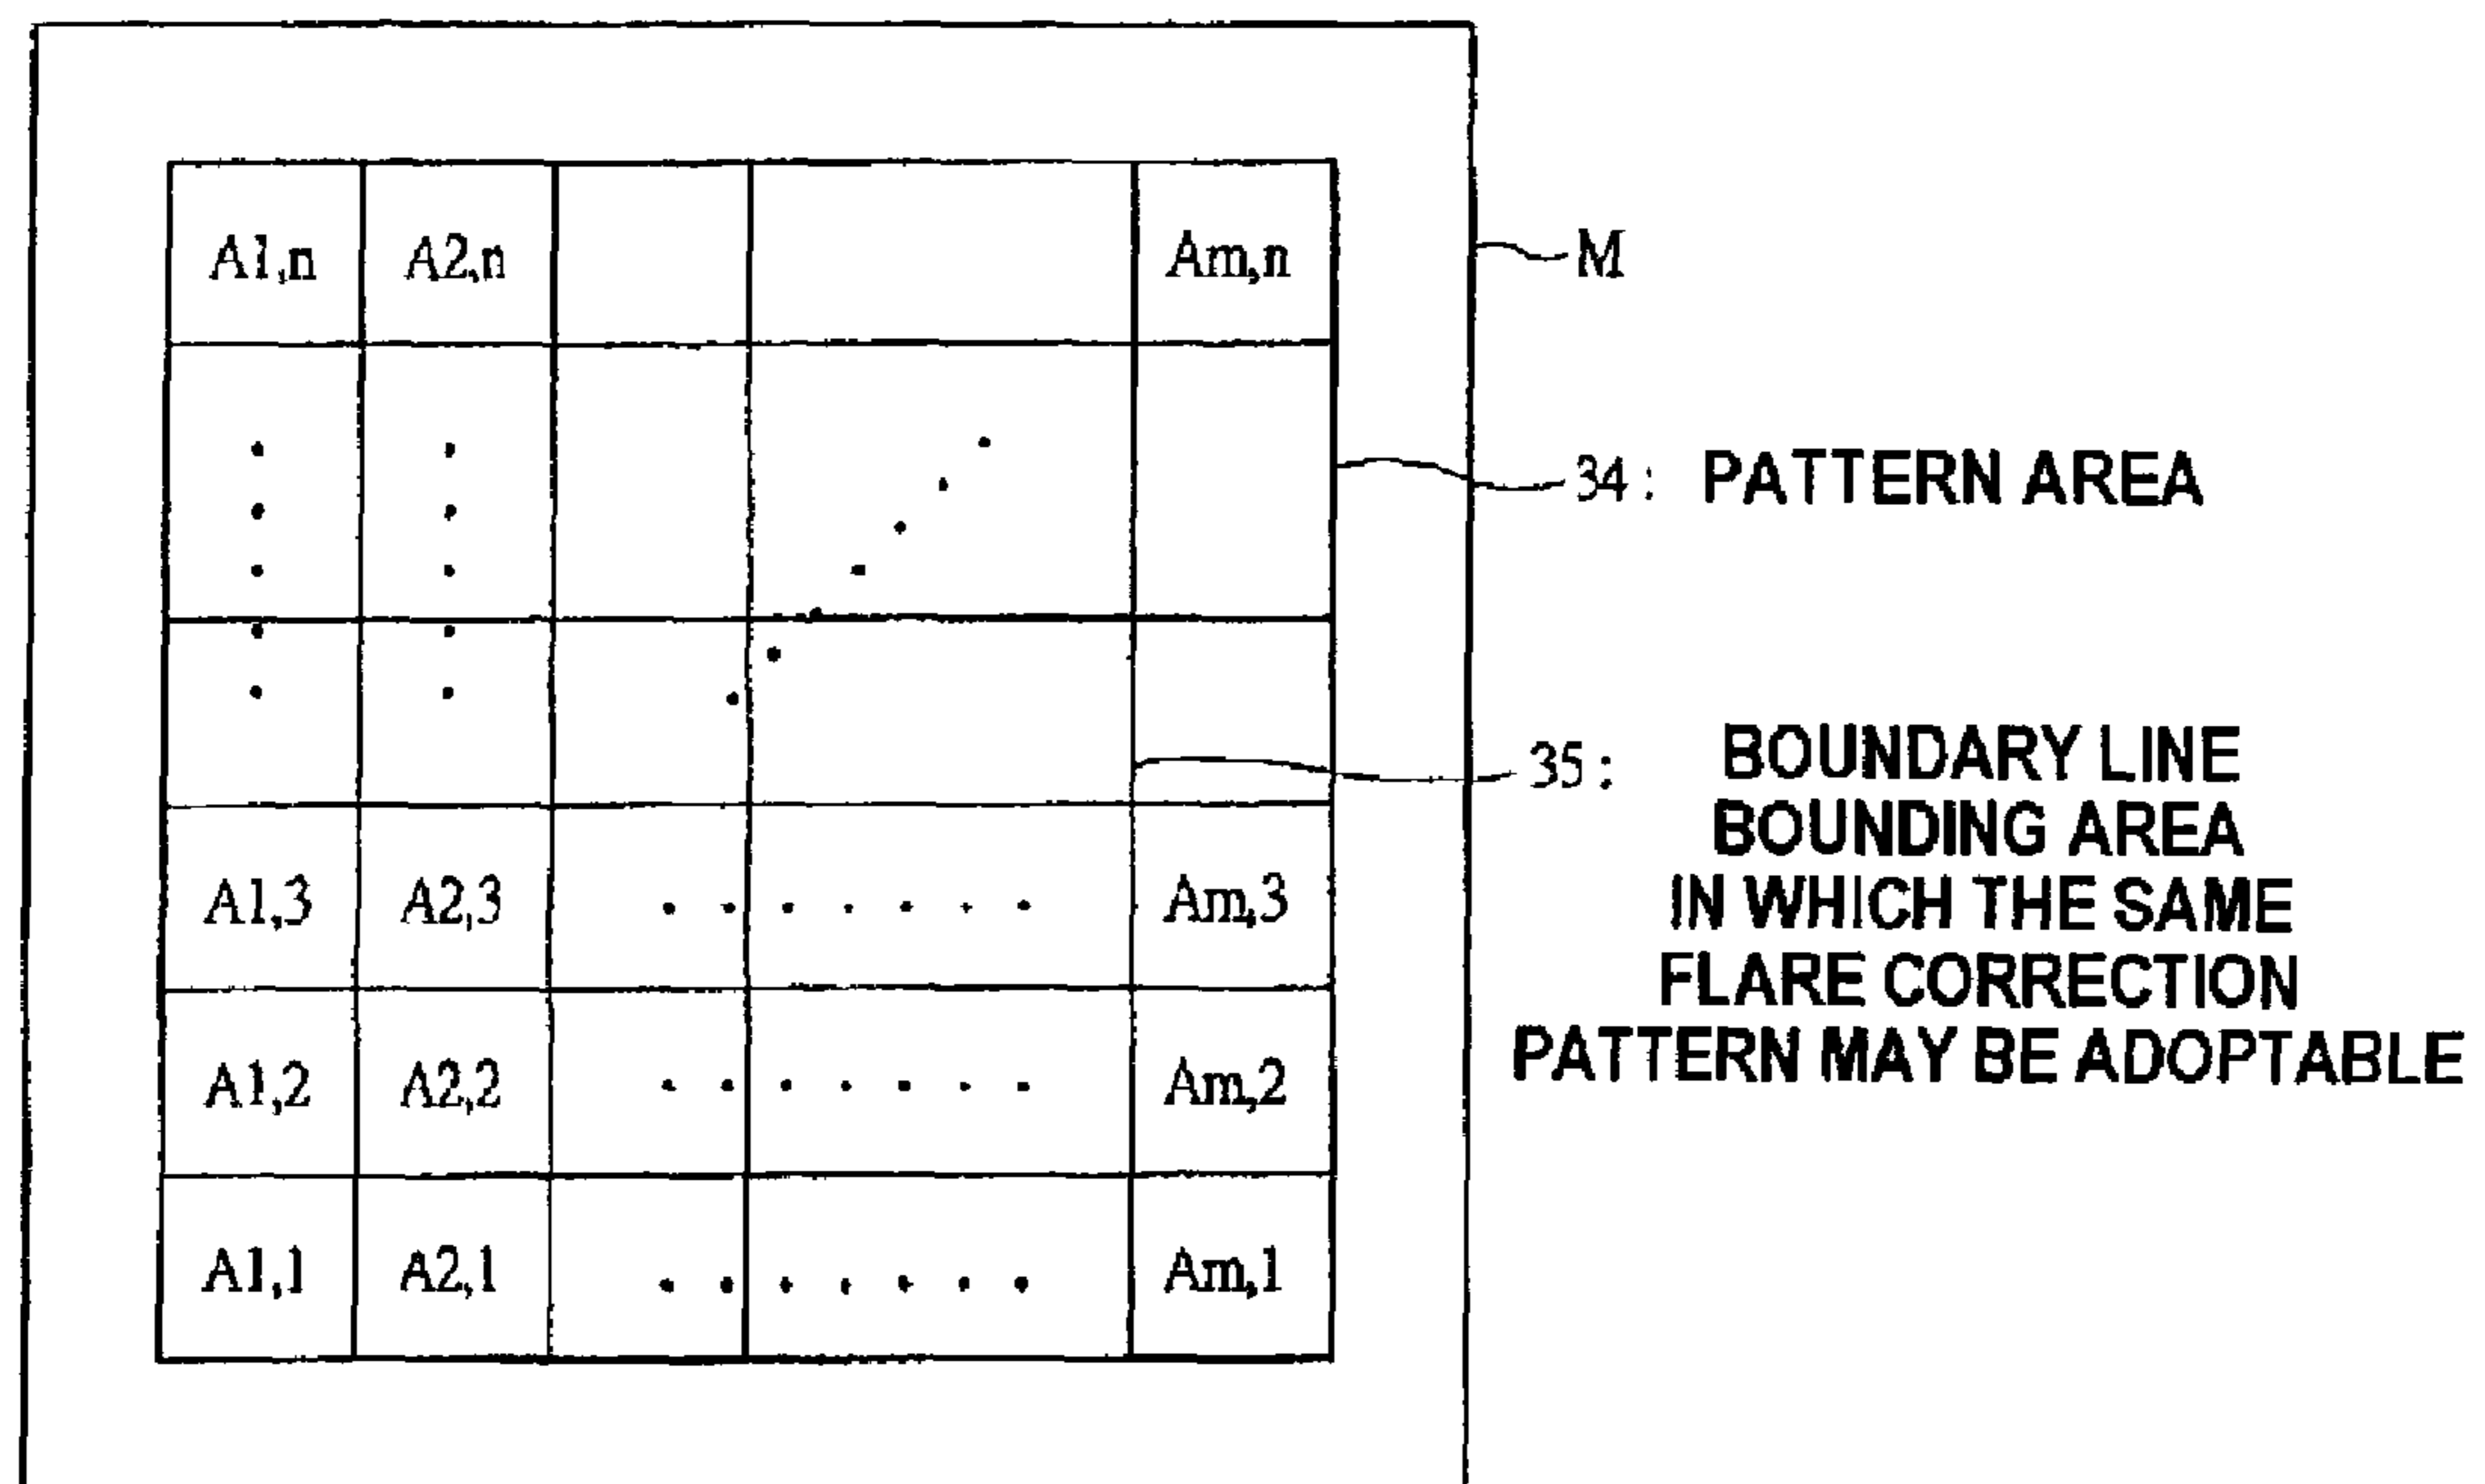 A1,n A2,n Am,n
M
34: PATTERN AREA
35: BOUNDARY LINE
BOUNDING AREA
IN WHICH THE SAME
FLARE CORRECTION
PATTERN MAY BE ADOPTABLE
A1,3 A2,3 ....... Am,3
A1,2 A2,2 ....... Am,2
A1,1 A2,1 ....... Am,1